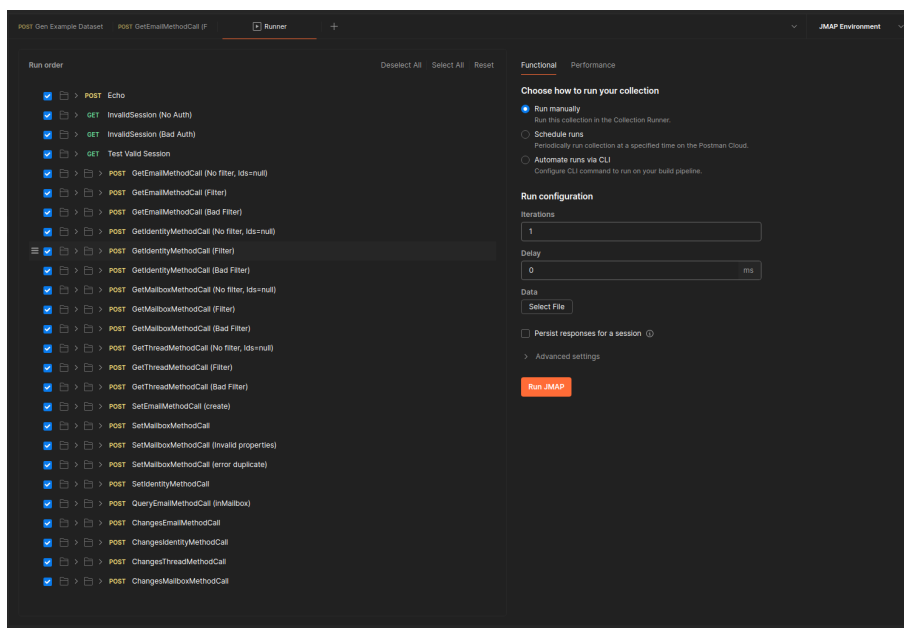 POST Gen Example Dataset POST GetEmailMethodCall (F Runner + JMAP Environment
Run order Deselect All Select All Reset
POST Echo
GET InvalidSession (No Auth)
GET InvalidSession (Bad Auth)
GET Test Valid Session
POST GetEmailMethodCall (No filter, Ids=null)
POST GetEmailMethodCall (Filter)
POST GetEmailMethodCall (Bad Filter)
POST GetIdentityMethodCall (No filter, Ids=null)
POST GetIdentityMethodCall (Filter)
POST GetIdentityMethodCall (Bad Filter)
POST GetMailboxMethodCall (No filter, Ids=null)
POST GetMailboxMethodCall (Filter)
POST GetMailboxMethodCall (Bad Filter)
POST GetThreadMethodCall (No filter, Ids=null)
POST GetThreadMethodCall (Filter)
POST GetThreadMethodCall (Bad Filter)
POST SetEmailMethodCall (create)
POST SetMailboxMethodCall
POST SetMailboxMethodCall (Invalid properties)
POST SetMailboxMethodCall (error duplicate)
POST SetIdentityMethodCall
POST QueryEmailMethodCall (inMailbox)
POST ChangesEmailMethodCall
POST ChangesIdentityMethodCall
POST ChangesThreadMethodCall
POST ChangesMailboxMethodCall
Functional Performance
Choose how to run your collection
Run manually
Run this collection in the Collection Runner.
Schedule runs
Periodically run collection at a specified time on the Postman Cloud.
Automate runs via CLI
Configure CLI command to run on your build pipeline.
Run configuration
Iterations
1
Delay
0 ms
Data
Select File
Persist responses for a session
Advanced settings
Run JMAP